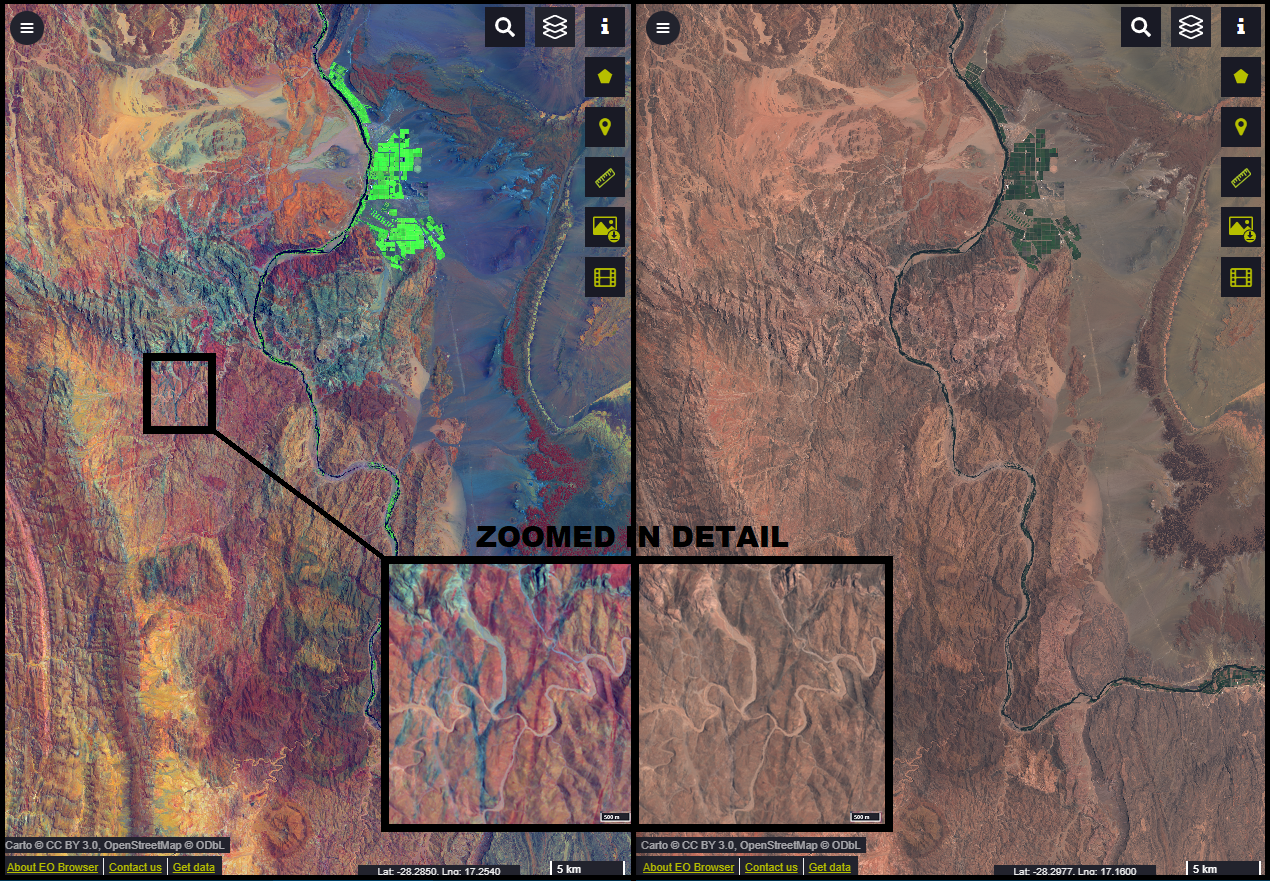 i
i
ZOOMED IN DETAIL
500 m
500 m
Carto © CC BY 3.0, OpenStreetMap © ODbL
Carto © CC BY 3.0, OpenStreetMap © ODbL
About EO Browser | Contact us | Get data
Lat: -28.2850, Lng: 17.2540
5 km
About EO Browser | Contact us | Get data
Lat: -28.2977, Lng: 17.1600
5 km